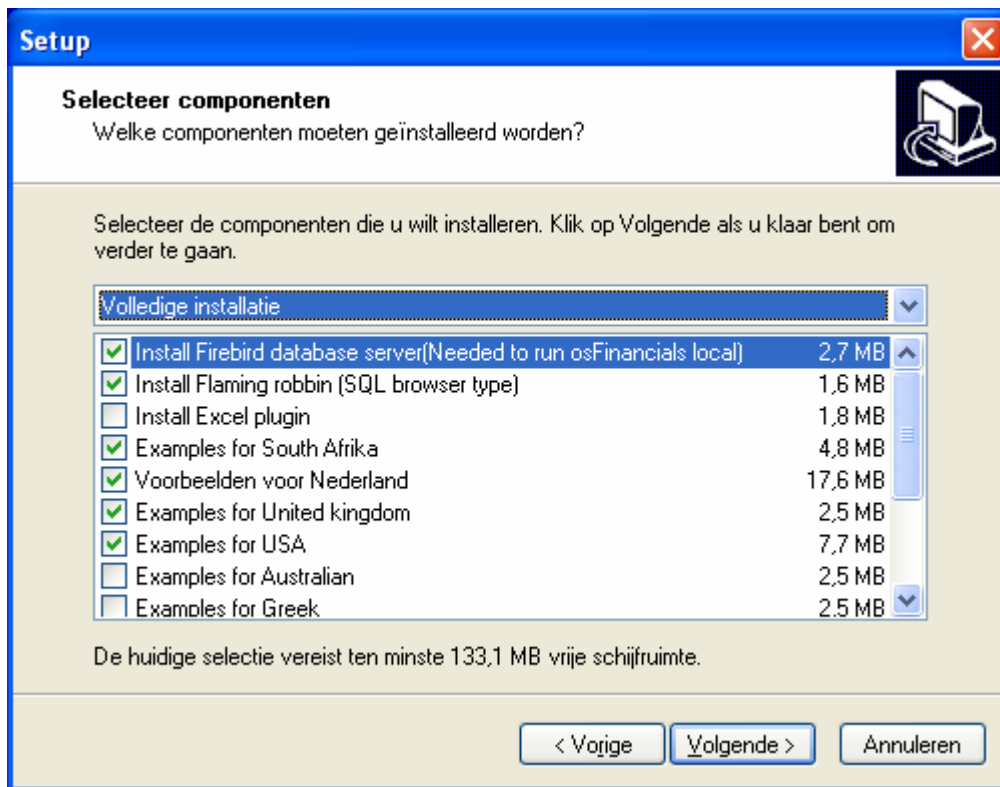 Setup
Selecteer componenten
Welke componenten moeten geïnstalleerd worden?
Selecteer de componenten die u wilt installeren. Klik op Volgende als u klaar bent om
verder te gaan.
Volledige installatie
Install Firebird database server(Needed to run osFinancials local) 2,7 MB
Install Flaming robbin (SQL browser type) 1,6 MB
Install Excel plugin 1,8 MB
Examples for South Afrika 4,8 MB
Voorbeelden voor Nederland 17,6 MB
Examples for United kingdom 2,5 MB
Examples for USA 7,7 MB
Examples for Australian 2,5 MB
Examples for Greek 2,5 MB
De huidige selectie vereist ten minste 133,1 MB vrije schijfruimte.
< Vorige Volgende > Annuleren